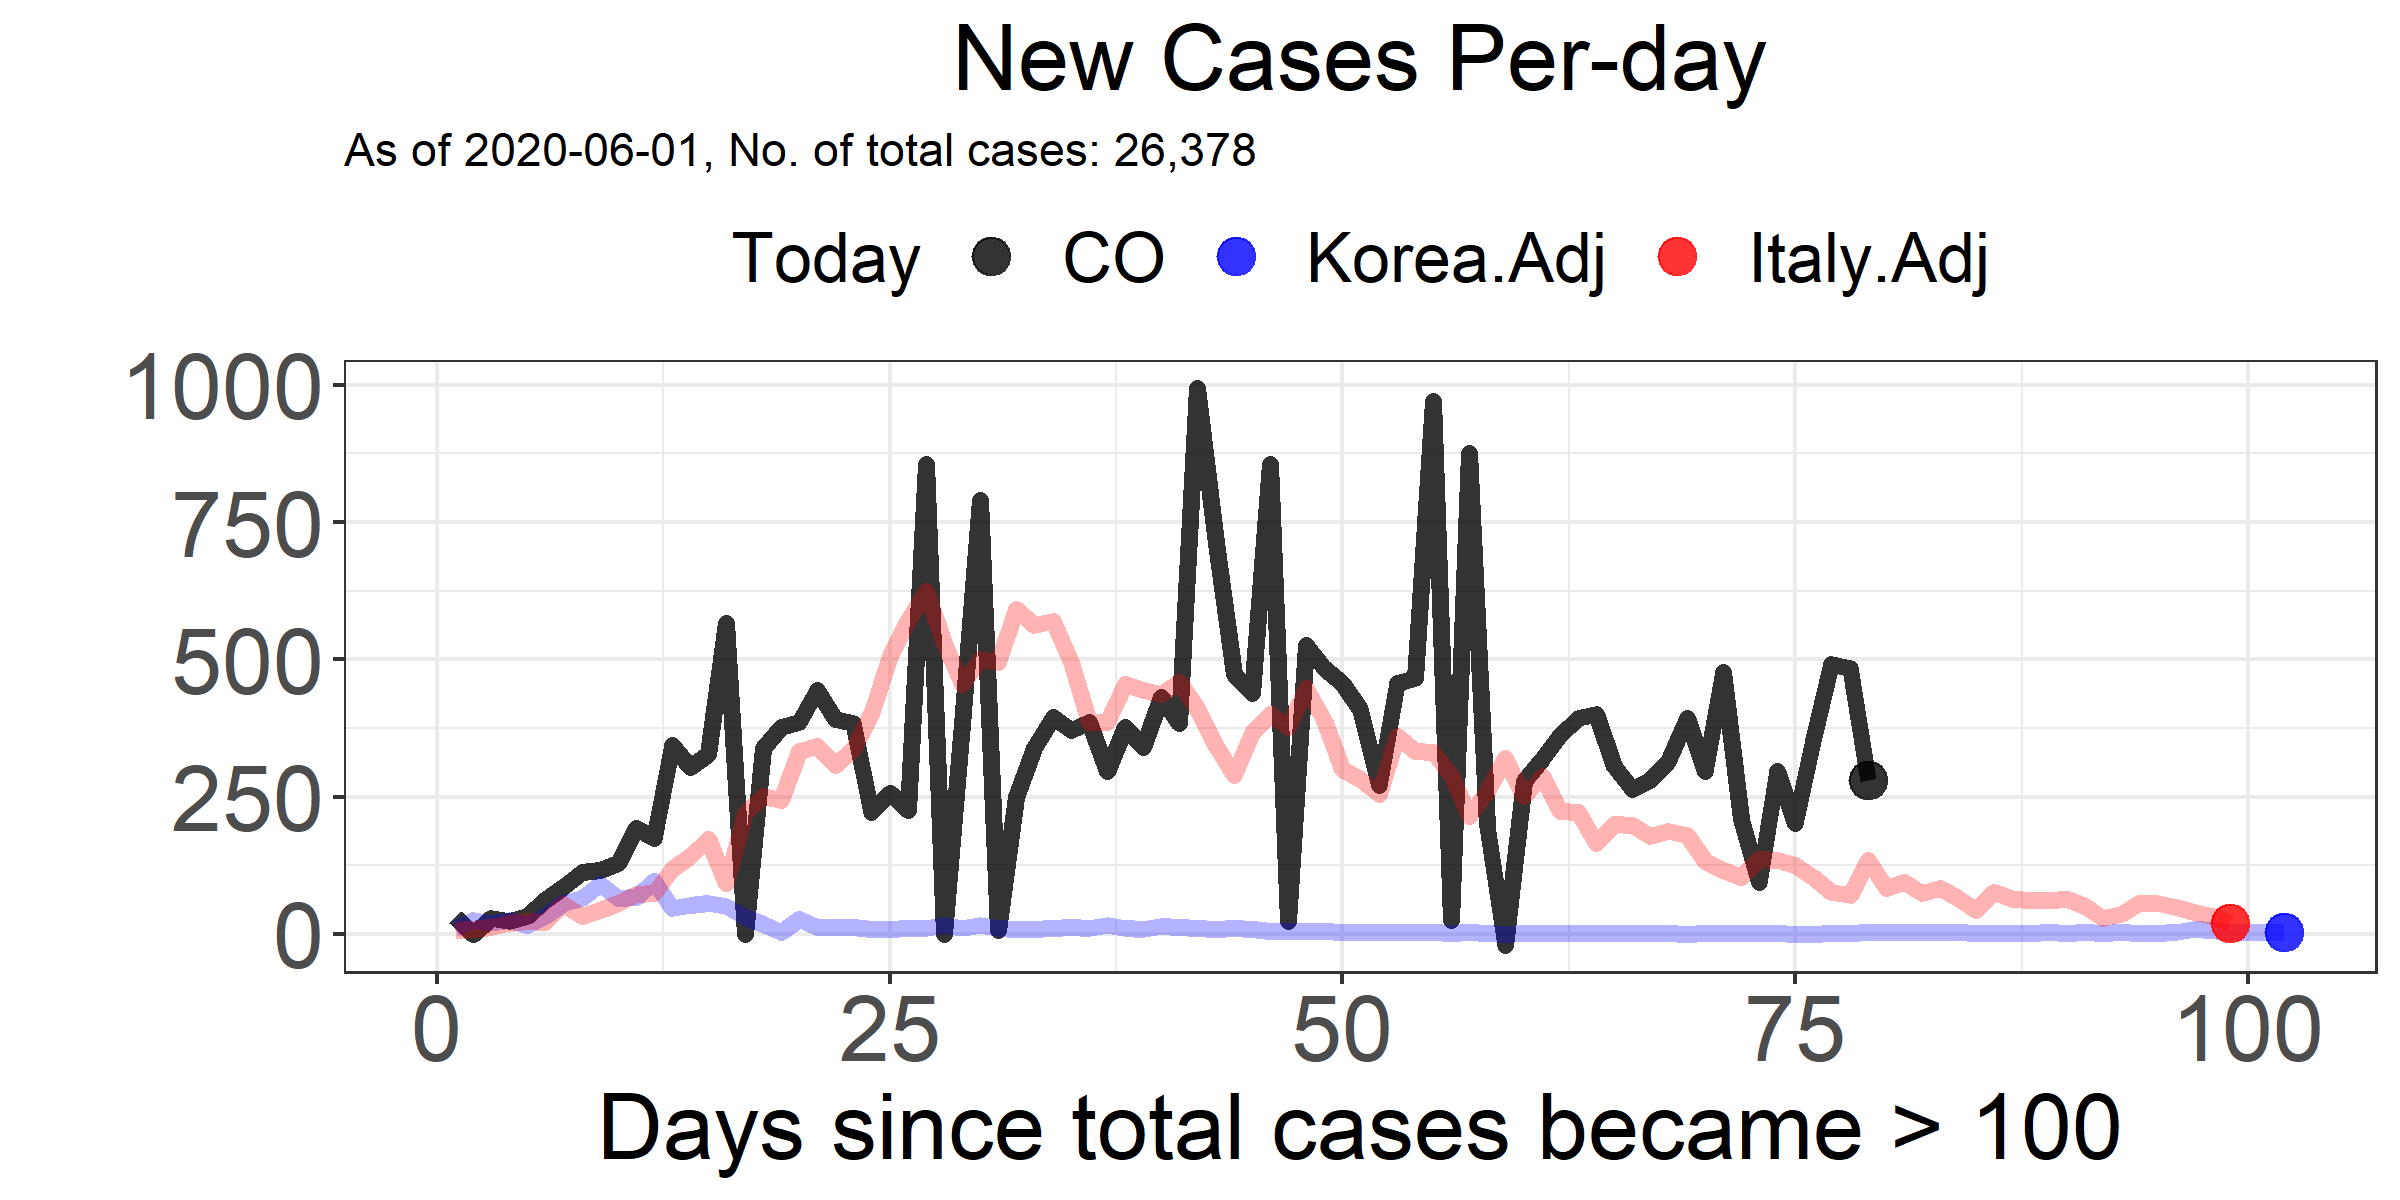 New Cases Per-day
As of 2020-06-01, No. of total cases: 26,378
Today CO Korea.Adj Italy.Adj
1000
750
500
250
0
0 25 50 75 100
Days since total cases became > 100